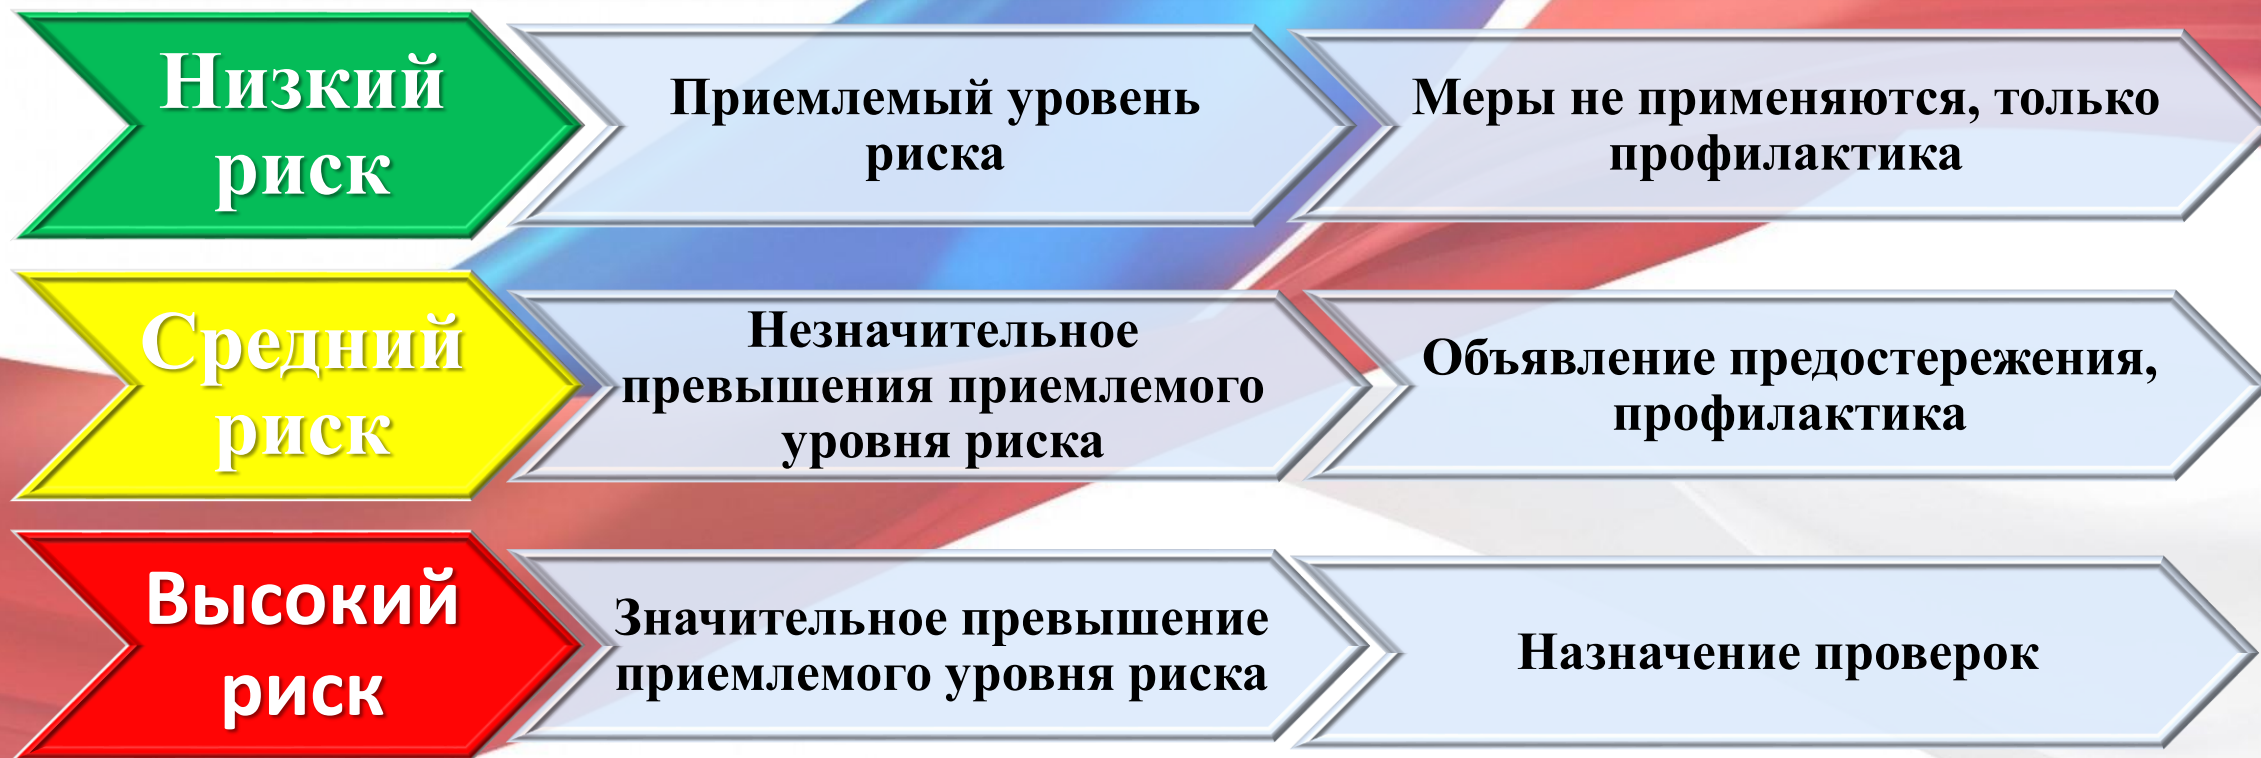 Низкий
риск
Приемлемый уровень
риска
Меры не применяются, только
профилактика
Средний
риск
Незначительное
превышения приемлемого
уровня риска
Объявление предостережения,
профилактика
Высокий
риск
Значительное превышение
приемлемого уровня риска
Назначение проверок